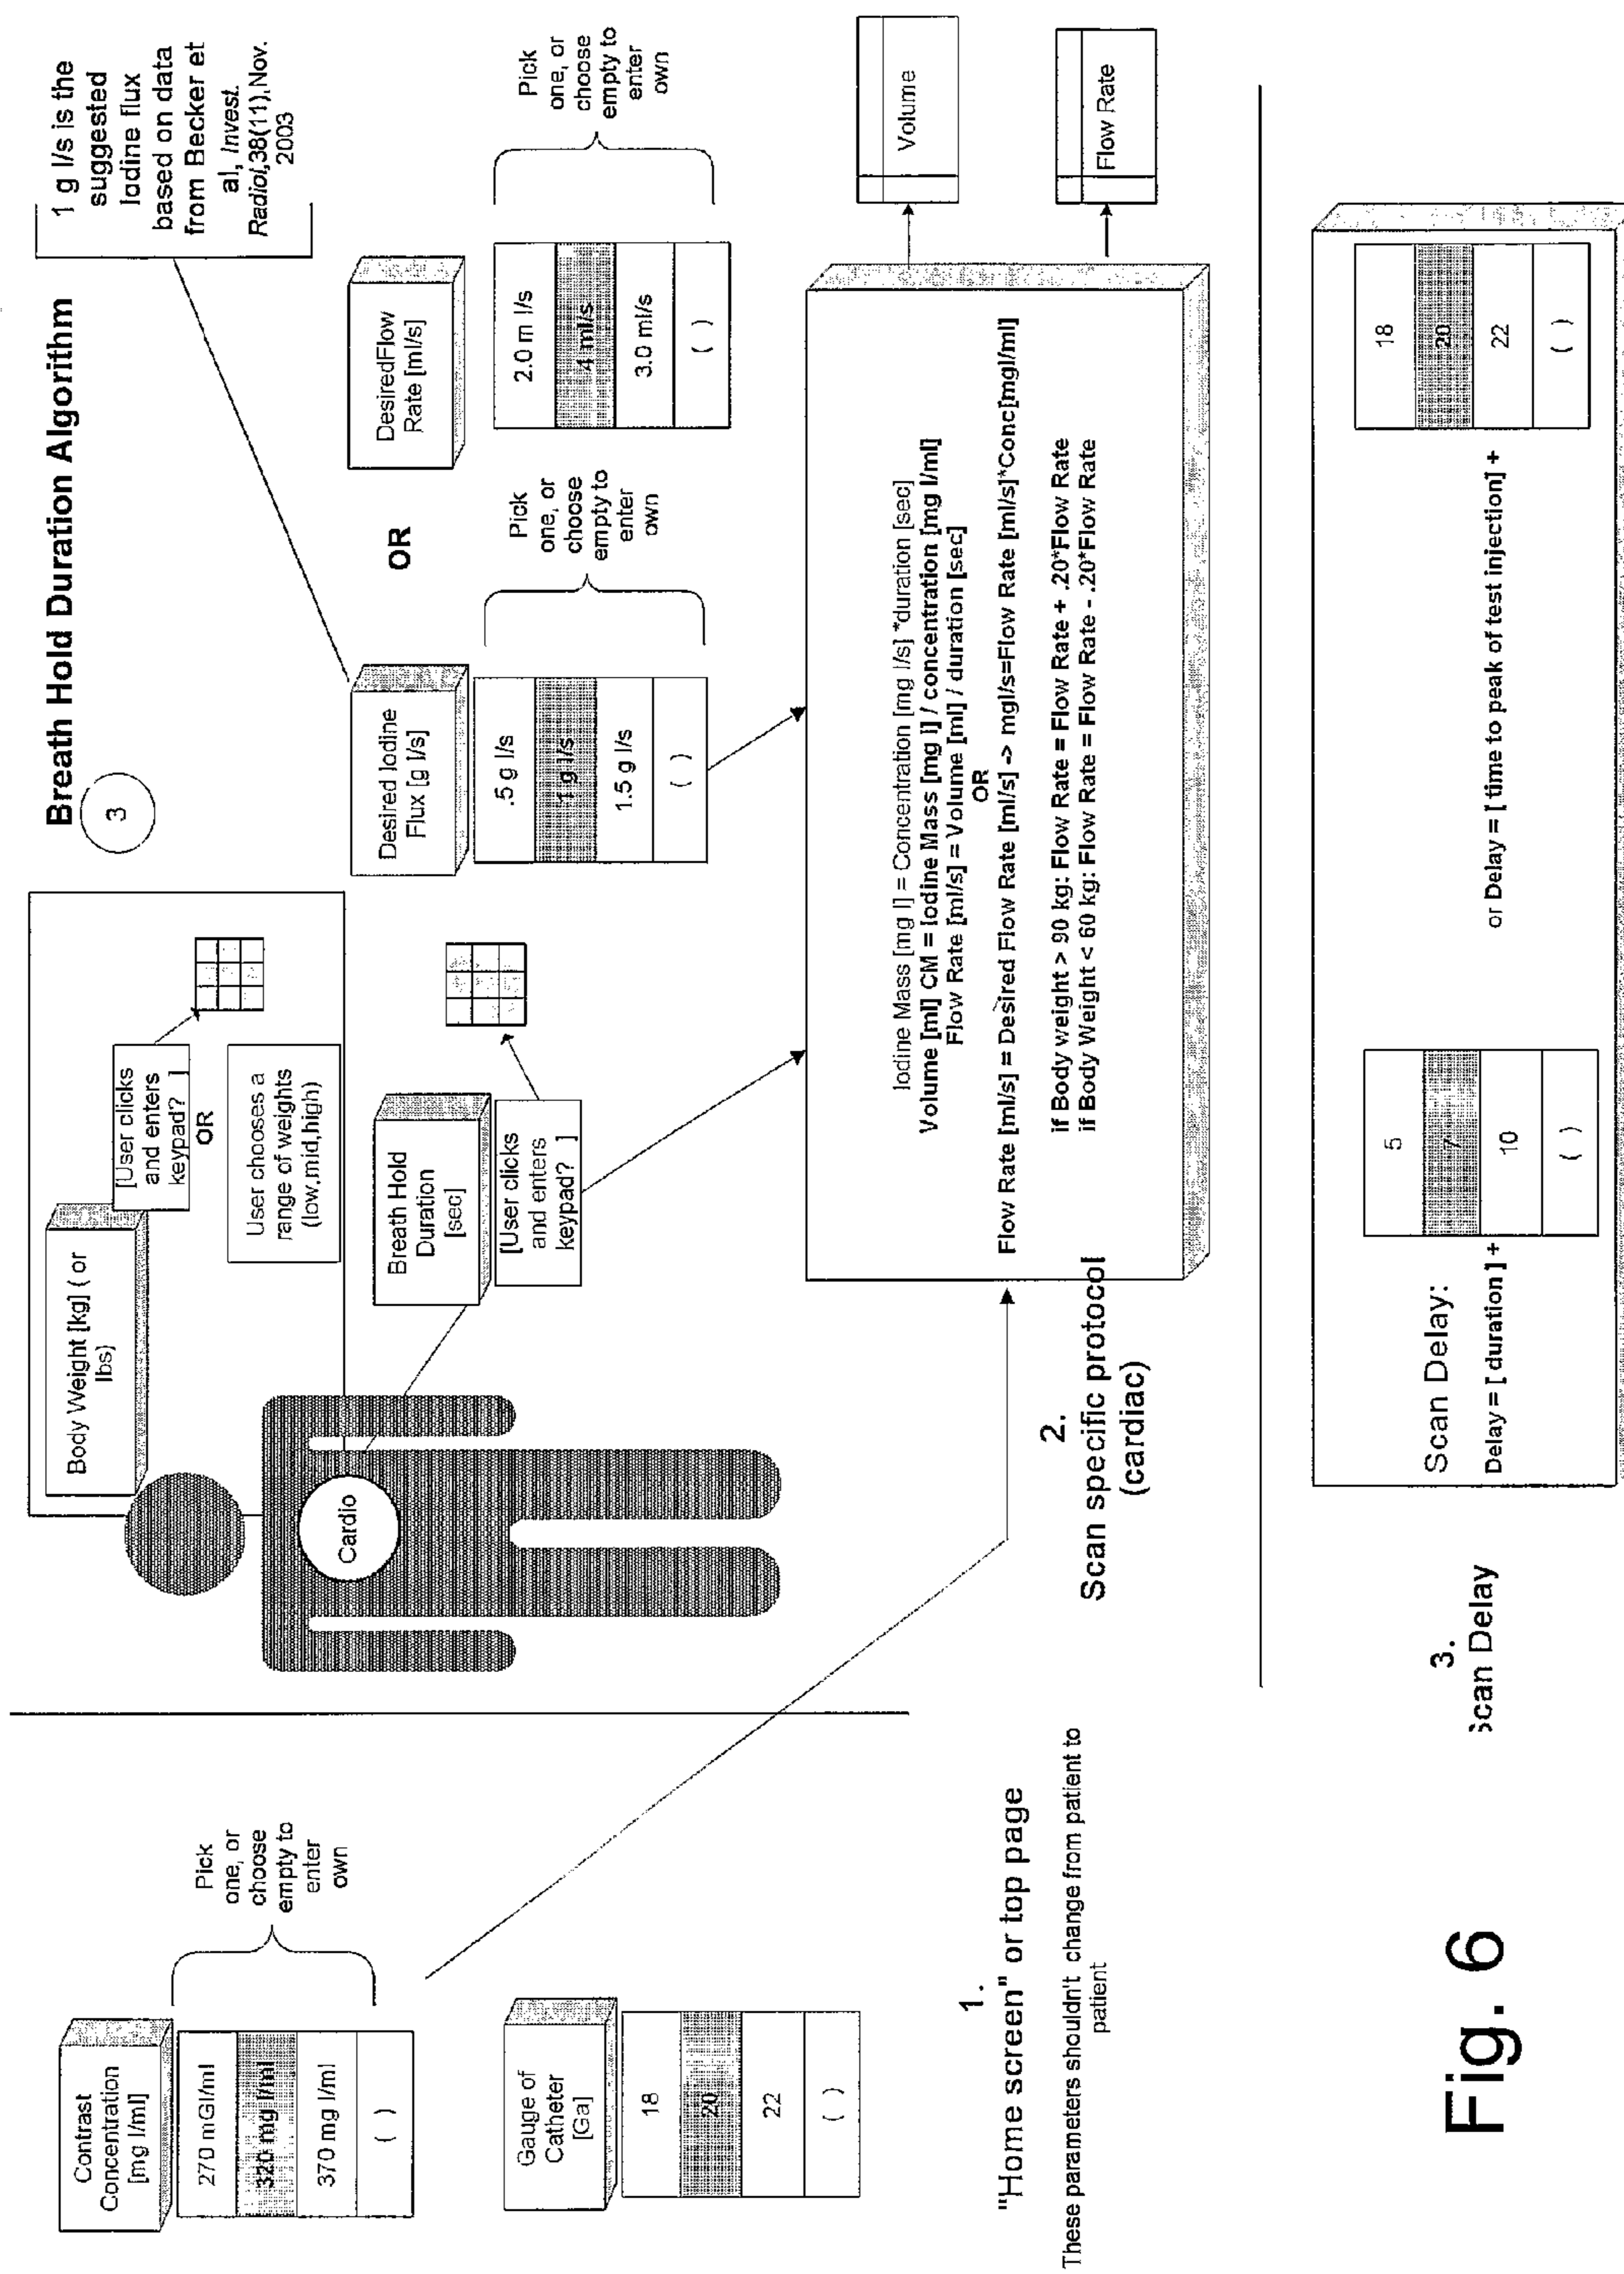 Breath Hold Duration Algorithm
3
1 g I/s is the
suggested
Iodine flux
based on data
from Becker et
al, Invest.
Radiol,38(11),Nov.
2003
Contrast
Concentration
[mg I/ml]
270 mGI/ml
320 mg I/ml
370 mg I/ml
( )
Pick
one, or
choose
empty to
enter
own
Gauge of
Catheter
[Ga]
18
20
22
( )
1.
"Home screen" or top page
These parameters shouldn't change from patient to
patient
Body Weight [kg] ( or
lbs)
[User clicks
and enters
keypad? ]
OR
User chooses a
range of weights
(low,mid,high)
Cardio
Breath Hold
Duration
[sec]
[User clicks
and enters
keypad? ]
Desired Iodine
Flux [g I/s]
.5 g I/s
1 g I/s
1.5 g I/s
( )
Pick
one, or
choose
empty to
enter
own
OR
DesiredFlow
Rate [ml/s]
2.0 m l/s
4 ml/s
3.0 ml/s
( )
Pick
one, or
choose
empty to
enter
own
Iodine Mass [mg I] = Concentration [mg I/s] *duration [sec]
Volume [ml] CM = Iodine Mass [mg I] / concentration [mg I/ml]
Flow Rate [ml/s] = Volume [ml] / duration [sec]
OR
Flow Rate [ml/s] = Desired Flow Rate [ml/s] -> mgI/s=Flow Rate [ml/s]*Conc[mgI/ml]
if Body weight > 90 kg: Flow Rate = Flow Rate + .20*Flow Rate
if Body Weight < 60 kg: Flow Rate = Flow Rate - .20*Flow Rate
Volume
Flow Rate
2.
Scan specific protocol
(cardiac)
3.
can Delay
Scan Delay:
Delay = [ duration ] +
5
7
10
( )
or Delay = [ time to peak of test injection] +
18
20
22
( )
Fig. 6